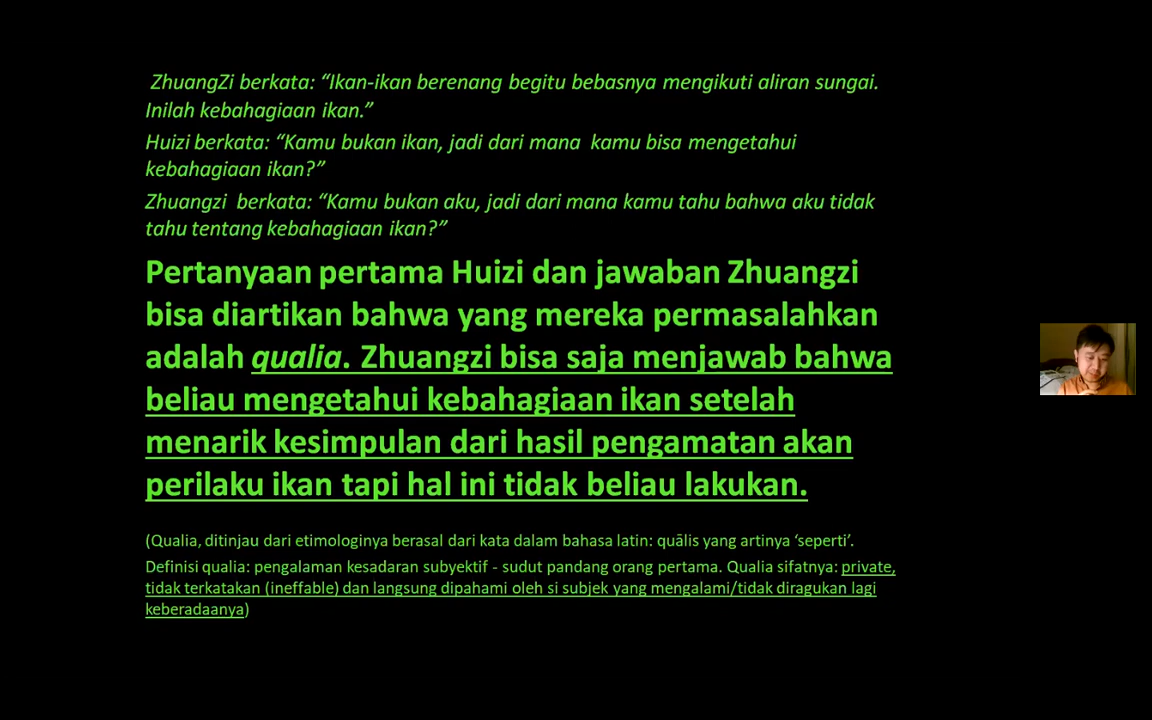 ZhuangZi berkata: “Ikan-ikan berenang begitu bebasnya mengikuti aliran sungai.
Inilah kebahagiaan ikan.”
Huizi berkata: “Kamu bukan ikan, jadi dari mana kamu bisa mengetahui
kebahagiaan ikan?”
Zhuangzi berkata: “Kamu bukan aku, jadi dari mana kamu tahu bahwa aku tidak
tahu tentang kebahagiaan ikan?”
Pertanyaan pertama Huizi dan jawaban Zhuangzi
bisa diartikan bahwa yang mereka permasalahkan
adalah qualia. Zhuangzi bisa saja menjawab bahwa
beliau mengetahui kebahagiaan ikan setelah
menarik kesimpulan dari hasil pengamatan akan
perilaku ikan tapi hal ini tidak beliau lakukan.
(Qualia, ditinjau dari etimologinya berasal dari kata dalam bahasa latin: quālis yang artinya ‘seperti’.
Definisi qualia: pengalaman kesadaran subyektif - sudut pandang orang pertama. Qualia sifatnya: private,
tidak terkatakan (ineffable) dan langsung dipahami oleh si subjek yang mengalami/tidak diragukan lagi
keberadaanya)